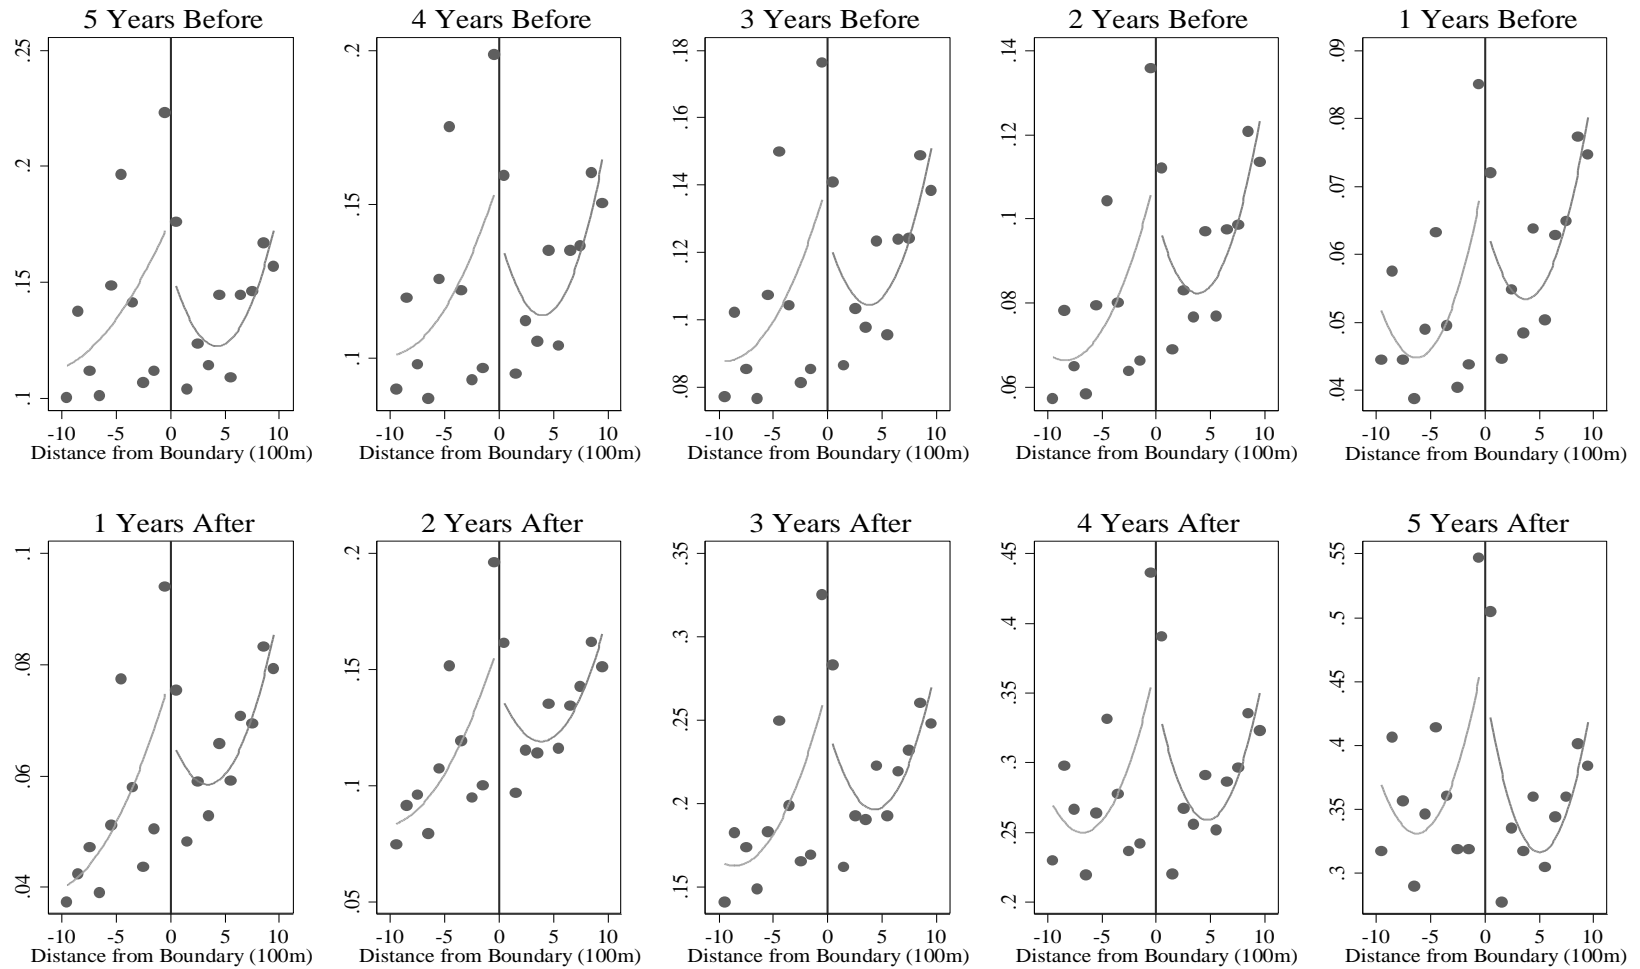 5 Years Before
.25
.2
.15
.1
-10 -5 0 5 10
Distance from Boundary (100m)
4 Years Before
.2
.15
.1
-10 -5 0 5 10
Distance from Boundary (100m)
3 Years Before
.18
.16
.14
.12
.1
.08
-10 -5 0 5 10
Distance from Boundary (100m)
2 Years Before
.14
.12
.1
.08
.06
-10 -5 0 5 10
Distance from Boundary (100m)
1 Years Before
.09
.08
.07
.06
.05
.04
-10 -5 0 5 10
Distance from Boundary (100m)
1 Years After
.1
.08
.06
.04
-10 -5 0 5 10
Distance from Boundary (100m)
2 Years After
.2
.15
.1
.05
-10 -5 0 5 10
Distance from Boundary (100m)
3 Years After
.35
.3
.25
.2
.15
-10 -5 0 5 10
Distance from Boundary (100m)
4 Years After
.45
.4
.35
.3
.25
.2
-10 -5 0 5 10
Distance from Boundary (100m)
5 Years After
.55
.5
.45
.4
.35
.3
-10 -5 0 5 10
Distance from Boundary (100m)